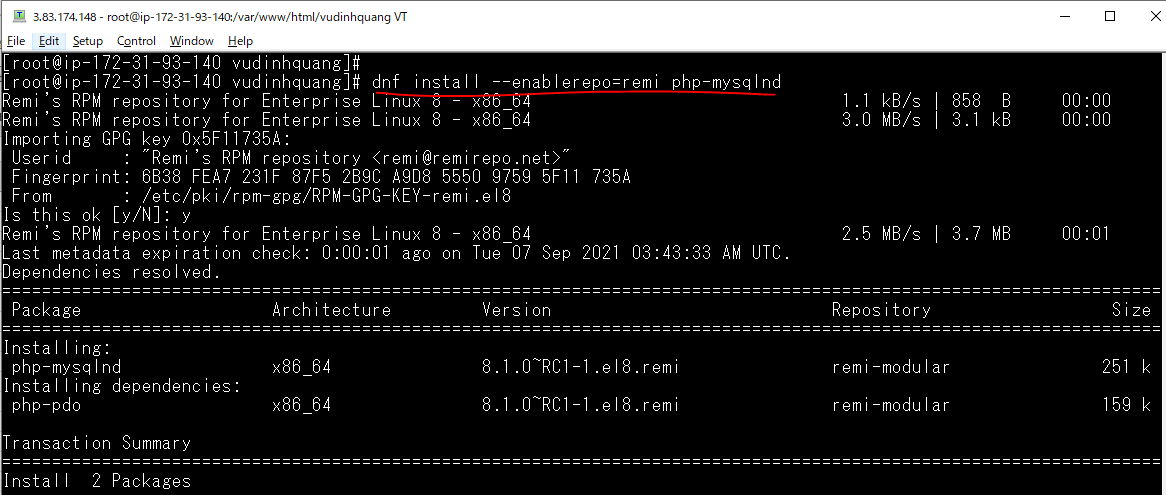 3.83.174.148 - root@ip-172-31-93-140:/var/www/html/vudinhquang VT
File Edit Setup Control Window Help
[root@ip-172-31-93-140 vudinhquang]#
[root@ip-172-31-93-140 vudinhquang]# dnf install --enablerepo=remi php-mysqlnd
Remi's RPM repository for Enterprise Linux 8 - x86_64 1.1 kB/s | 858 B 00:00
Remi's RPM repository for Enterprise Linux 8 - x86_64 3.0 MB/s | 3.1 kB 00:00
Importing GPG key 0x5F11735A:
Userid : "Remi's RPM repository <remi@remirepo.net>"
Fingerprint: 6B38 FEA7 231F 87F5 2B9C A9D8 5550 9759 5F11 735A
From : /etc/pki/rpm-gpg/RPM-GPG-KEY-remi.el8
Is this ok [y/N]: y
Remi's RPM repository for Enterprise Linux 8 - x86_64 2.5 MB/s | 3.7 MB 00:01
Last metadata expiration check: 0:00:01 ago on Tue 07 Sep 2021 03:43:33 AM UTC.
Dependencies resolved.
Package Architecture Version Repository Size
Installing:
php-mysqlnd x86_64 8.1.0~RC1-1.el8.remi remi-modular 251 k
Installing dependencies:
php-pdo x86_64 8.1.0~RC1-1.el8.remi remi-modular 159 k
Transaction Summary
Install 2 Packages